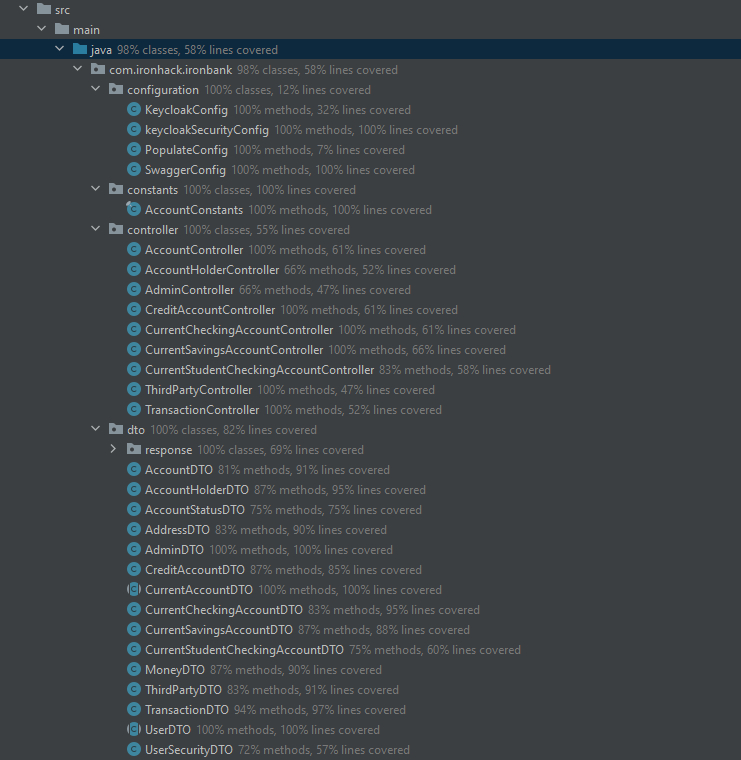 src
main
java 98% classes, 58% lines covered
com.ironhack.ironbank 98% classes, 58% lines covered
configuration 100% classes, 12% lines covered
KeycloakConfig 100% methods, 32% lines covered
keycloakSecurityConfig 100% methods, 100% lines covered
PopulateConfig 100% methods, 7% lines covered
SwaggerConfig 100% methods, 100% lines covered
constants 100% classes, 100% lines covered
AccountConstants 100% methods, 100% lines covered
controller 100% classes, 55% lines covered
AccountController 100% methods, 61% lines covered
AccountHolderController 66% methods, 52% lines covered
AdminController 66% methods, 47% lines covered
CreditAccountController 100% methods, 61% lines covered
CurrentCheckingAccountController 100% methods, 61% lines covered
CurrentSavingsAccountController 100% methods, 66% lines covered
CurrentStudentCheckingAccountController 83% methods, 58% lines covered
ThirdPartyController 100% methods, 47% lines covered
TransactionController 100% methods, 52% lines covered
dto 100% classes, 82% lines covered
response 100% classes, 69% lines covered
AccountDTO 81% methods, 91% lines covered
AccountHolderDTO 87% methods, 95% lines covered
AccountStatusDTO 75% methods, 75% lines covered
AddressDTO 83% methods, 90% lines covered
AdminDTO 100% methods, 100% lines covered
CreditAccountDTO 87% methods, 85% lines covered
CurrentAccountDTO 100% methods, 100% lines covered
CurrentCheckingAccountDTO 83% methods, 95% lines covered
CurrentSavingsAccountDTO 87% methods, 88% lines covered
CurrentStudentCheckingAccountDTO 75% methods, 60% lines covered
MoneyDTO 87% methods, 90% lines covered
ThirdPartyDTO 83% methods, 91% lines covered
TransactionDTO 94% methods, 97% lines covered
UserDTO 100% methods, 100% lines covered
UserSecurityDTO 72% methods, 57% lines covered